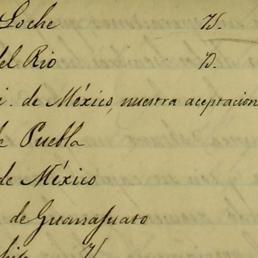 Loche
del Rio D.
de México, nuestra aceptacion
Puebla
de México
de Guanajuato